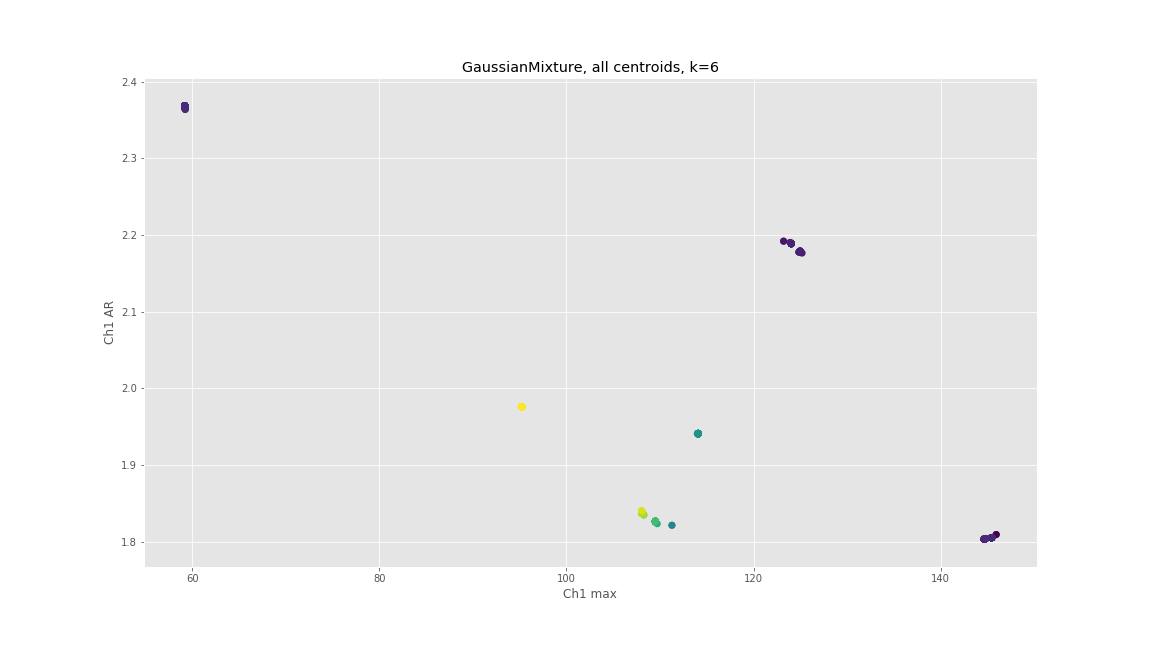 GaussianMixture, all centroids, k=6
2.4
2.3
2.2
2.1
2.0
1.9
1.8
Ch1 AR
60 80 100 120 140
Ch1 max